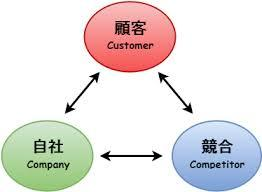 顧客
Customer
自社
Company
競合
Competitor